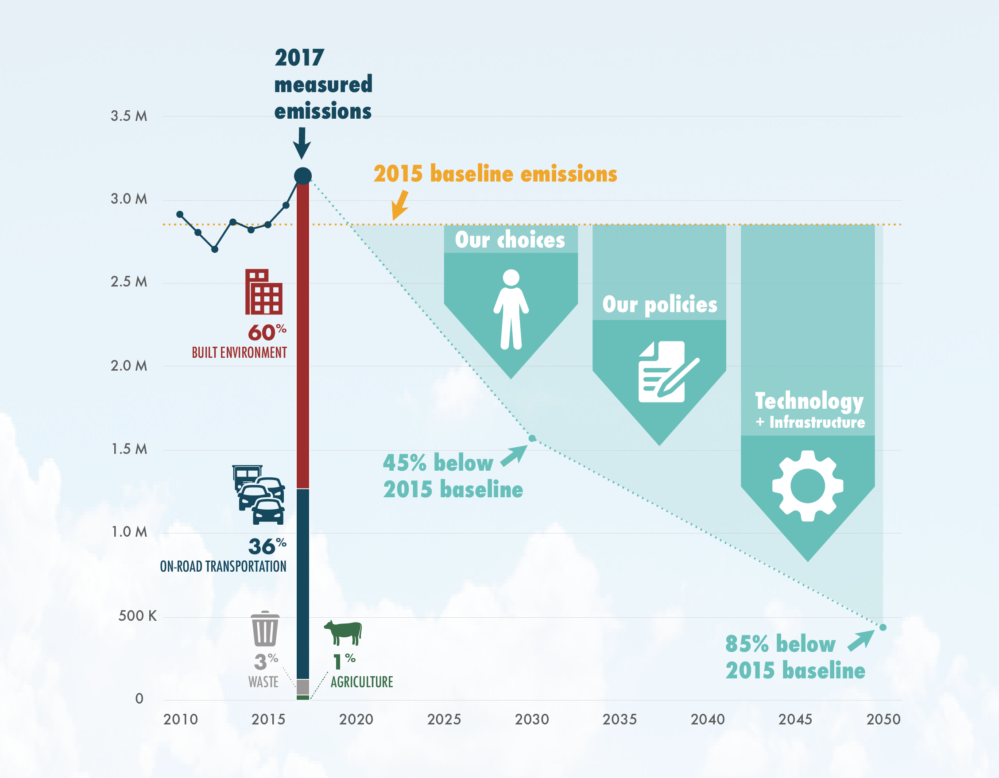 2017
measured
emissions
3.5 M
2015 baseline emissions
3.0 M
Our choices
2.5 M
Our policies
60%
BUILT ENVIRONMENT
2.0 M
Technology
+ Infrastructure
1.5 M
45% below
2015 baseline
1.0 M
36%
ON-ROAD TRANSPORTATION
500 K
85% below
2015 baseline
3%
WASTE
1%
AGRICULTURE
0
2010 2015 2020 2025 2030 2035 2040 2045 2050